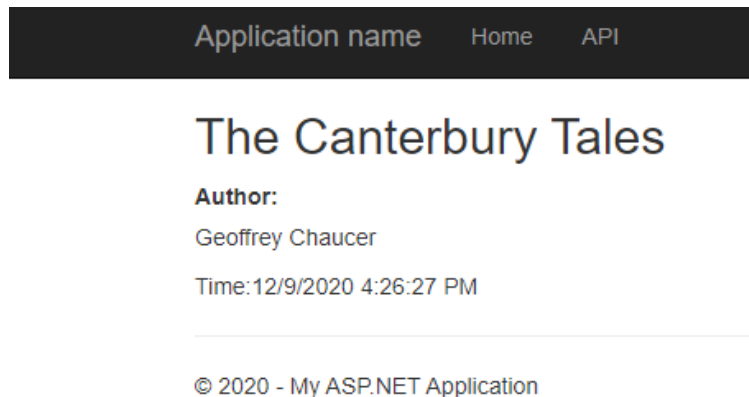 Application name Home API
The Canterbury Tales
Author:
Geoffrey Chaucer
Time:12/9/2020 4:26:27 PM
© 2020 - My ASP.NET Application